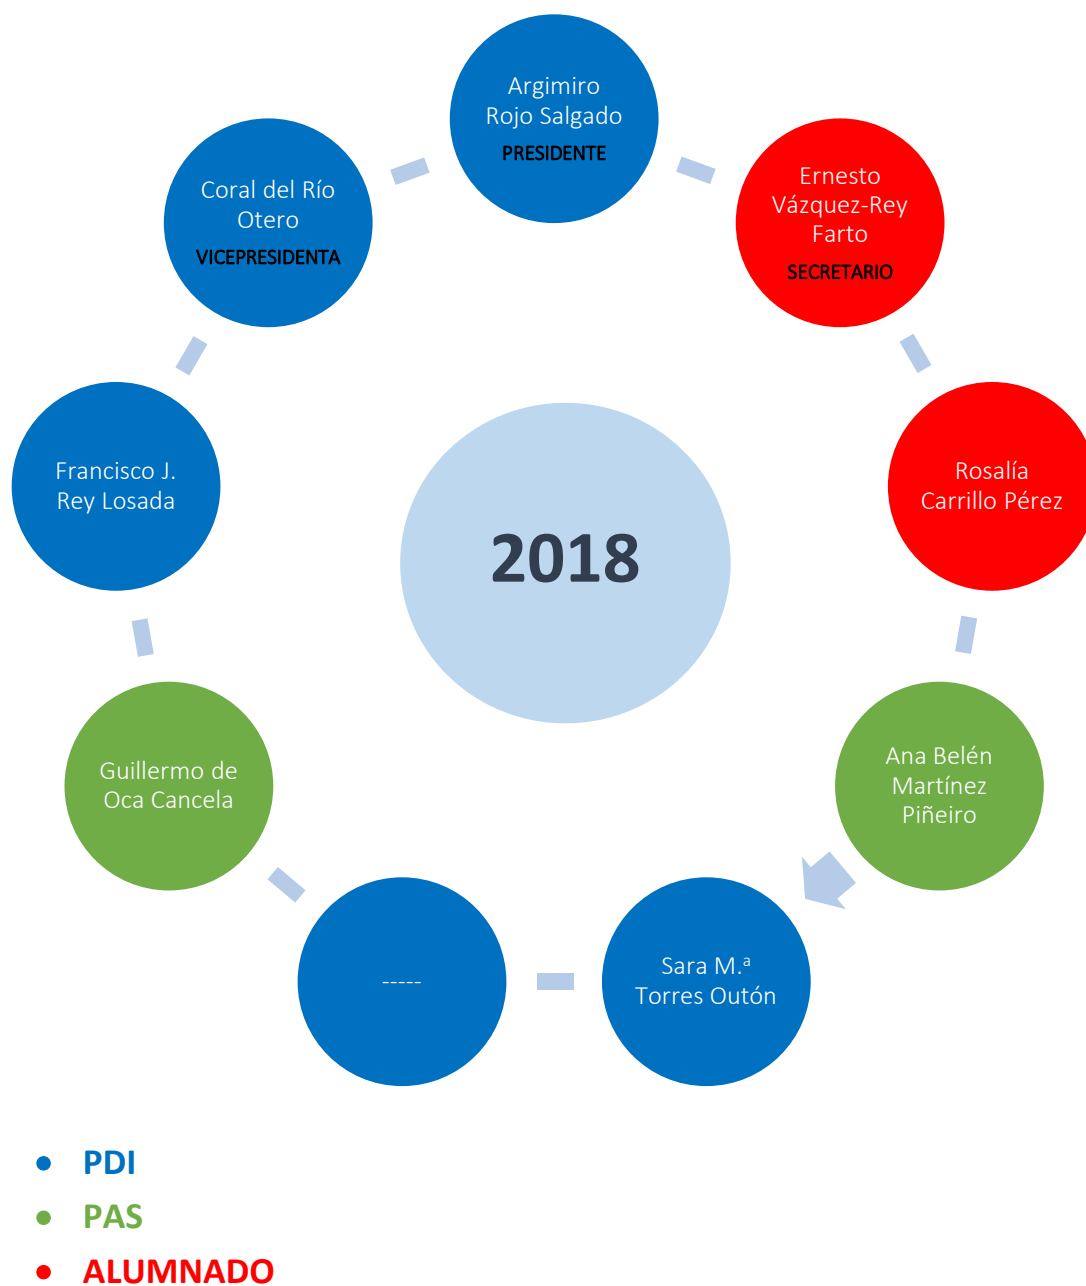 Argimiro
Rojo Salgado
PRESIDENTE
Ernesto
Vázquez-Rey
Farto
SECRETARIO
Rosalía
Carrillo Pérez
Ana Belén
Martínez
Piñeiro
Sara M.ª
Torres Outón
-----
Guillermo de
Oca Cancela
Francisco J.
Rey Losada
Coral del Río
Otero
VICEPRESIDENTA
2018
• PDI
• PAS
• ALUMNADO